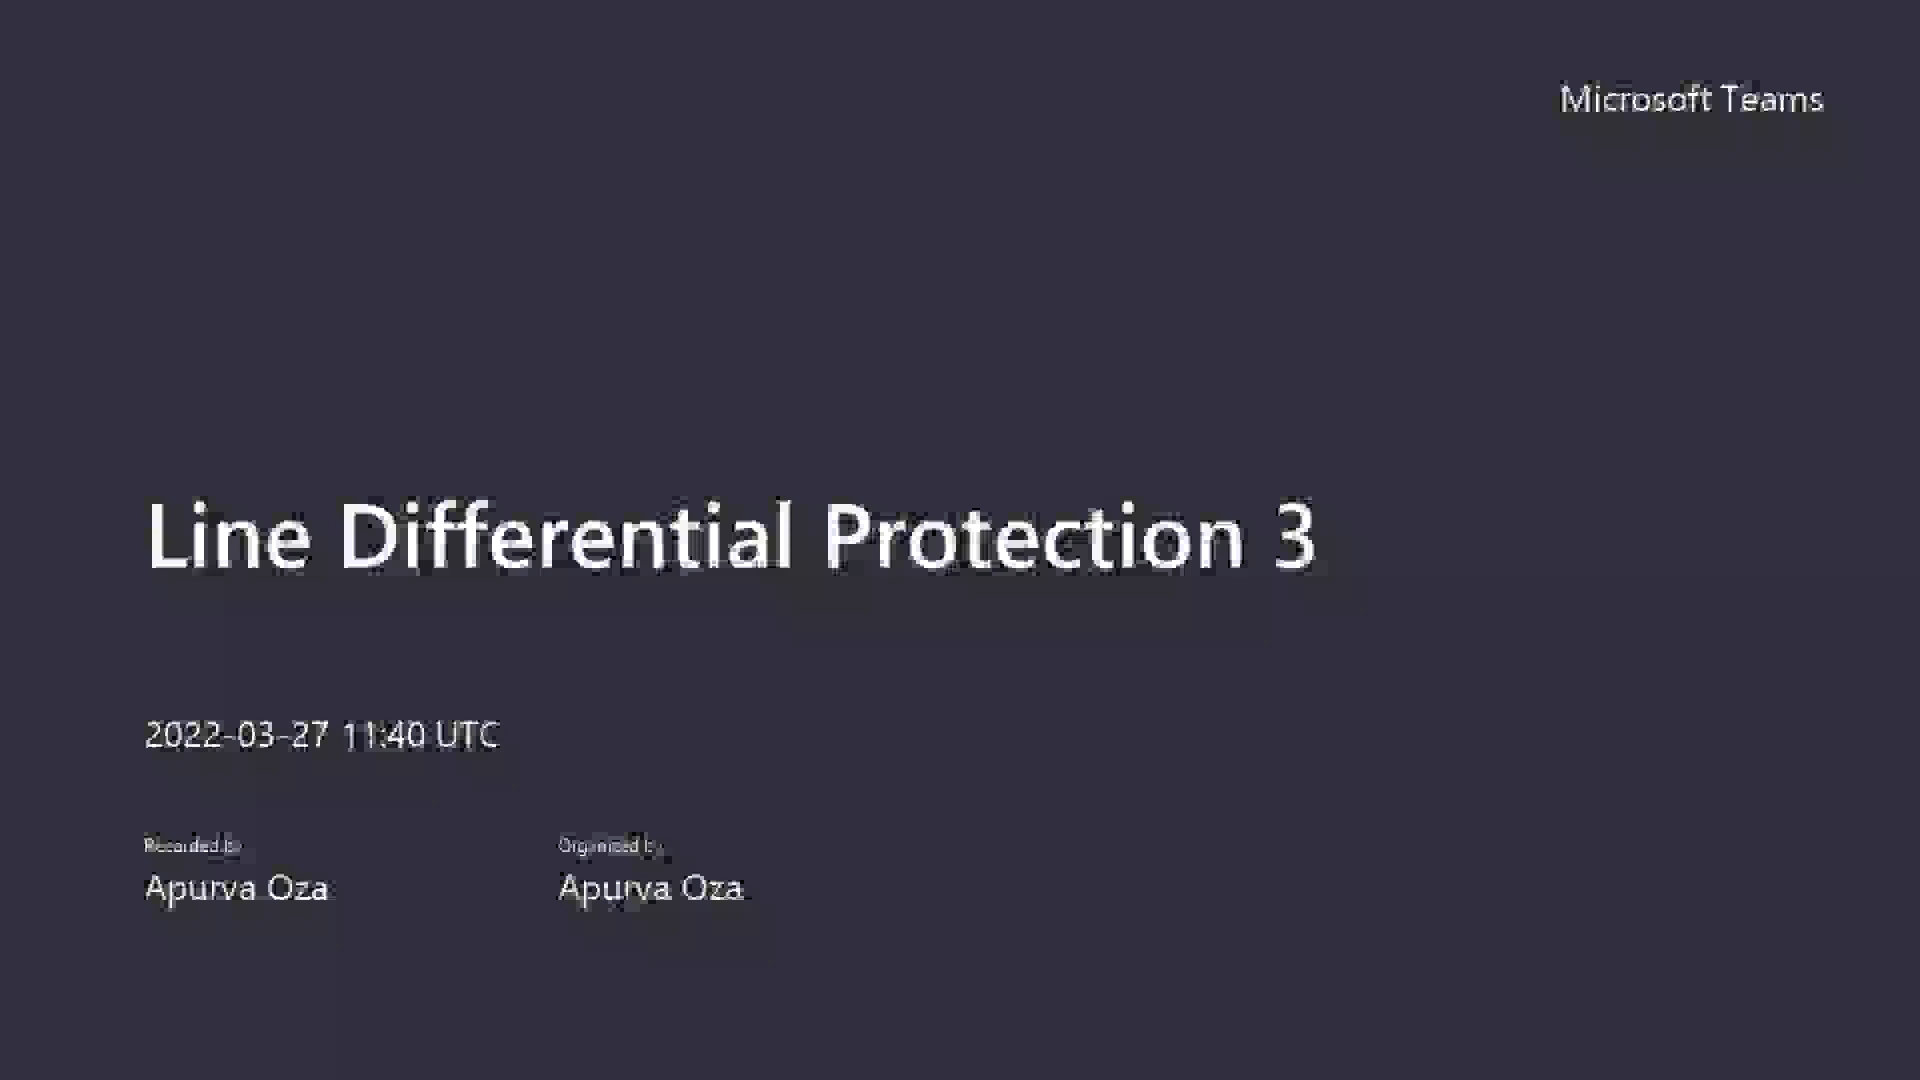 Microsoft Teams
Line Differential Protection 3
2022-03-27 11:40 UTC
Recorded by
Organized by
Apurva Oza
Apurva Oza